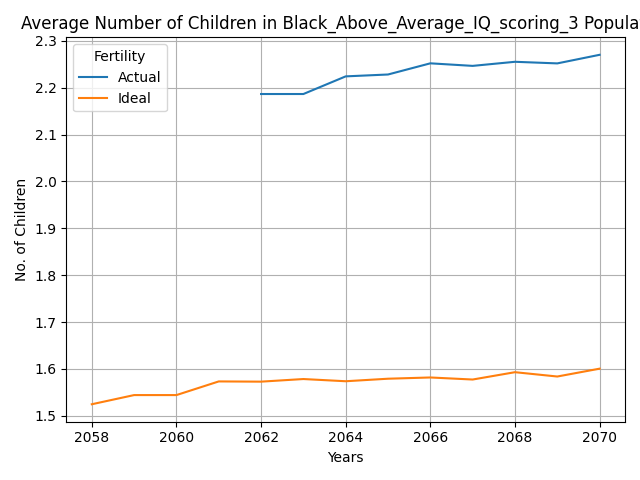 Average Number of Children in Black_Above_Average_IQ_scoring_3 Popula
2.3
2.2
2.1
2.0
1.9
1.8
1.7
1.6
1.5
No. of Children
Fertility
Actual
Ideal
2058 2060 2062 2064 2066 2068 2070
Years